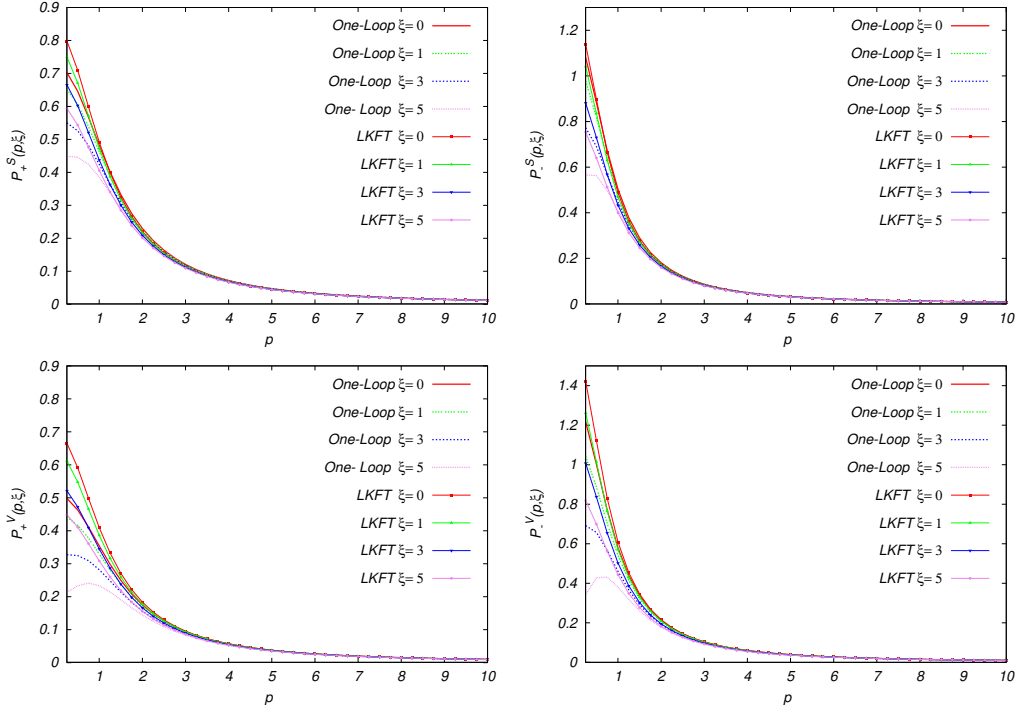 0.9
0.8
0.7
0.6
0.5
0.4
0.3
0.2
0.1
0
P₊ˢ(p,ξ)
One-Loop ξ= 0
One-Loop ξ= 1
One-Loop ξ= 3
One- Loop ξ= 5
LKFT ξ= 0
LKFT ξ= 1
LKFT ξ= 3
LKFT ξ= 5
1 2 3 4 5 6 7 8 9 10
p
1.2
1
0.8
0.6
0.4
0.2
0
P₋ˢ(p,ξ)
One-Loop ξ= 0
One-Loop ξ= 1
One-Loop ξ= 3
One-Loop ξ= 5
LKFT ξ= 0
LKFT ξ= 1
LKFT ξ= 3
LKFT ξ= 5
1 2 3 4 5 6 7 8 9 10
p
0.9
0.8
0.7
0.6
0.5
0.4
0.3
0.2
0.1
0
P₊ⱽ(p,ξ)
One-Loop ξ= 0
One-Loop ξ= 1
One-Loop ξ= 3
One- Loop ξ= 5
LKFT ξ= 0
LKFT ξ= 1
LKFT ξ= 3
LKFT ξ= 5
1 2 3 4 5 6 7 8 9 10
p
1.4
1.2
1
0.8
0.6
0.4
0.2
0
P₋ⱽ(p,ξ)
One-Loop ξ= 0
One-Loop ξ= 1
One-Loop ξ= 3
One-Loop ξ= 5
LKFT ξ= 0
LKFT ξ= 1
LKFT ξ= 3
LKFT ξ= 5
1 2 3 4 5 6 7 8 9 10
p